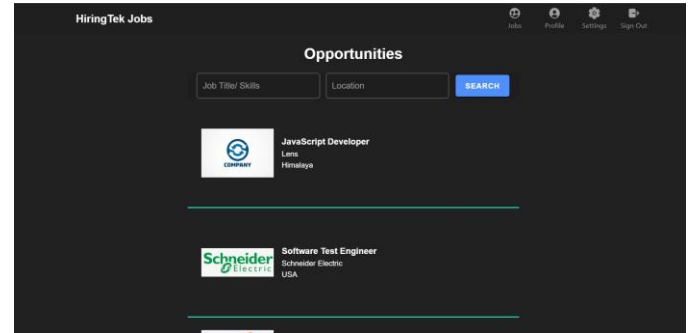 HiringTek Jobs
Jobs
Profile
Settings
Sign Out
Opportunities
Job Title/ Skills
Location
SEARCH
COMPANY
JavaScript Developer
Lens
Himalaya
Schneider
Electric
Software Test Engineer
Schneider Electric
USA